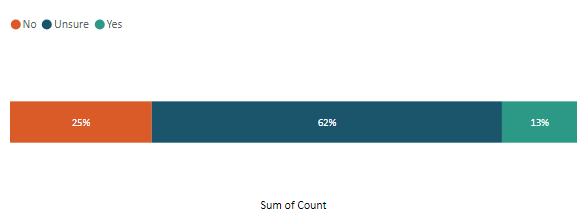 No Unsure Yes
25% 62% 13%
Sum of Count